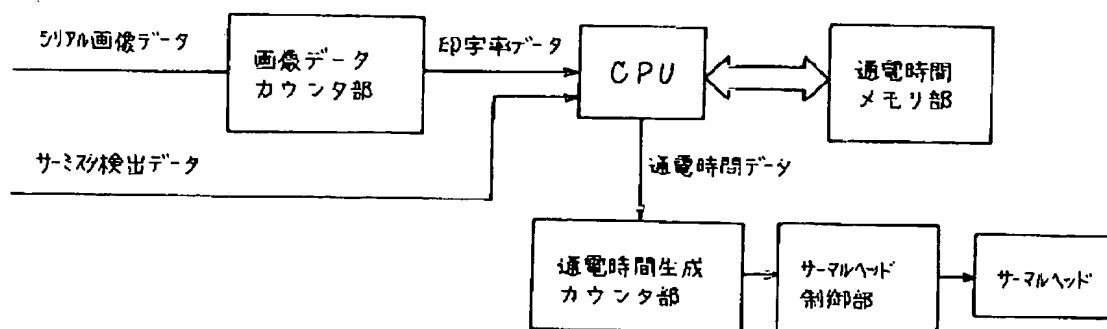 シリアル画像データ
画像データ
カウンタ部
印字率データ
CPU
通電時間
メモリ部
サーミスタ検出データ
通電時間データ
通電時間生成
カウンタ部
サーマルヘッド
制御部
サーマルヘッド